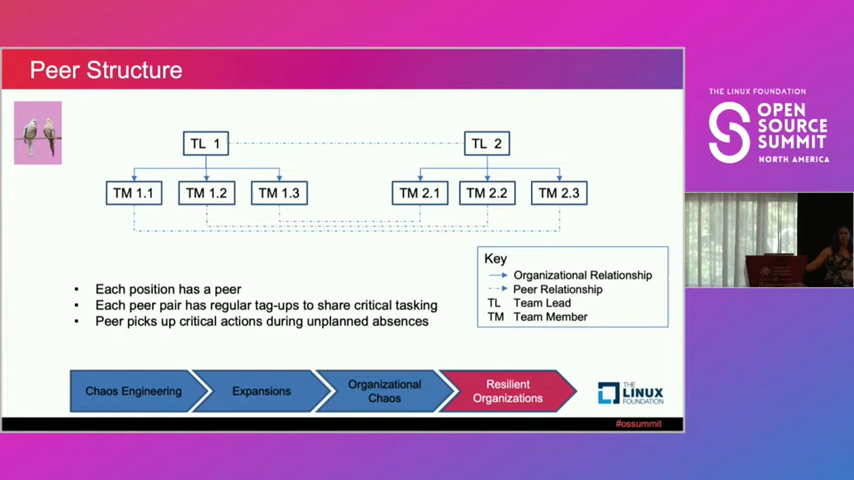 Peer Structure
TL 1
TL 2
TM 1.1
TM 1.2
TM 1.3
TM 2.1
TM 2.2
TM 2.3
Key
Organizational Relationship
Peer Relationship
TL Team Lead
TM Team Member
• Each position has a peer
• Each peer pair has regular tag-ups to share critical tasking
• Peer picks up critical actions during unplanned absences
Chaos Engineering
Expansions
Organizational
Chaos
Resilient
Organizations
THE
LINUX
FOUNDATION
#ossummit
THE LINUX FOUNDATION
OPEN
SOURCE
SUMMIT
NORTH AMERICA